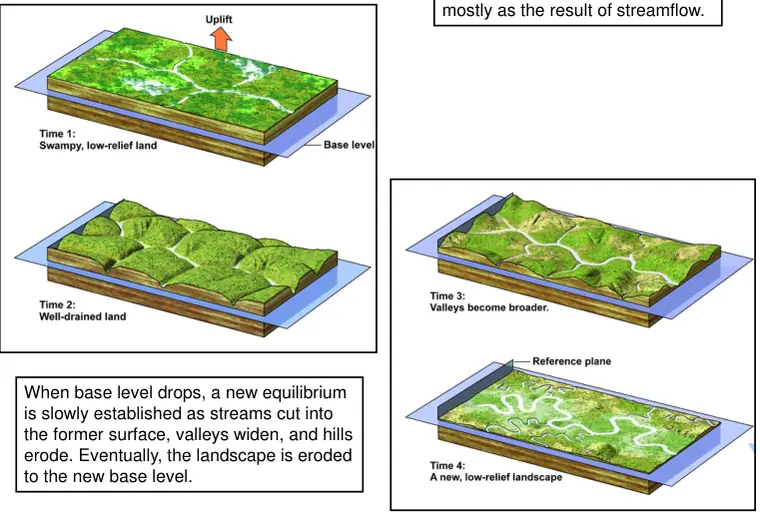 mostly as the result of streamflow.
Uplift
Time 1:
Swampy, low-relief land
Base level
Time 2:
Well-drained land
Time 3:
Valleys become broader.
Reference plane
Time 4:
A new, low-relief landscape
When base level drops, a new equilibrium
is slowly established as streams cut into
the former surface, valleys widen, and hills
erode. Eventually, the landscape is eroded
to the new base level.